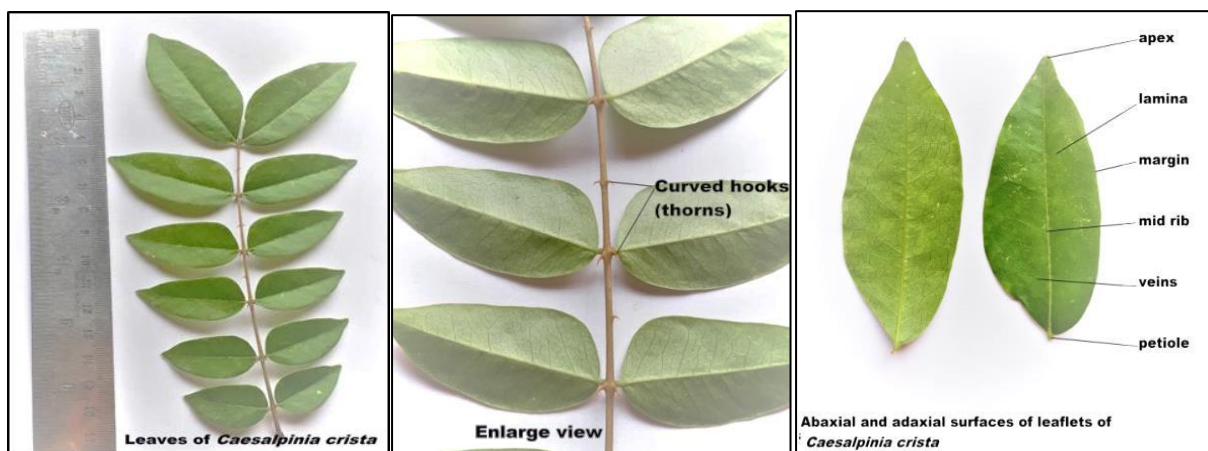 Leaves of Caesalpinia crista
Curved hooks
(thorns)
Enlarge view
apex
lamina
margin
mid rib
veins
petiole
Abaxial and adaxial surfaces of leaflets of
Caesalpinia crista